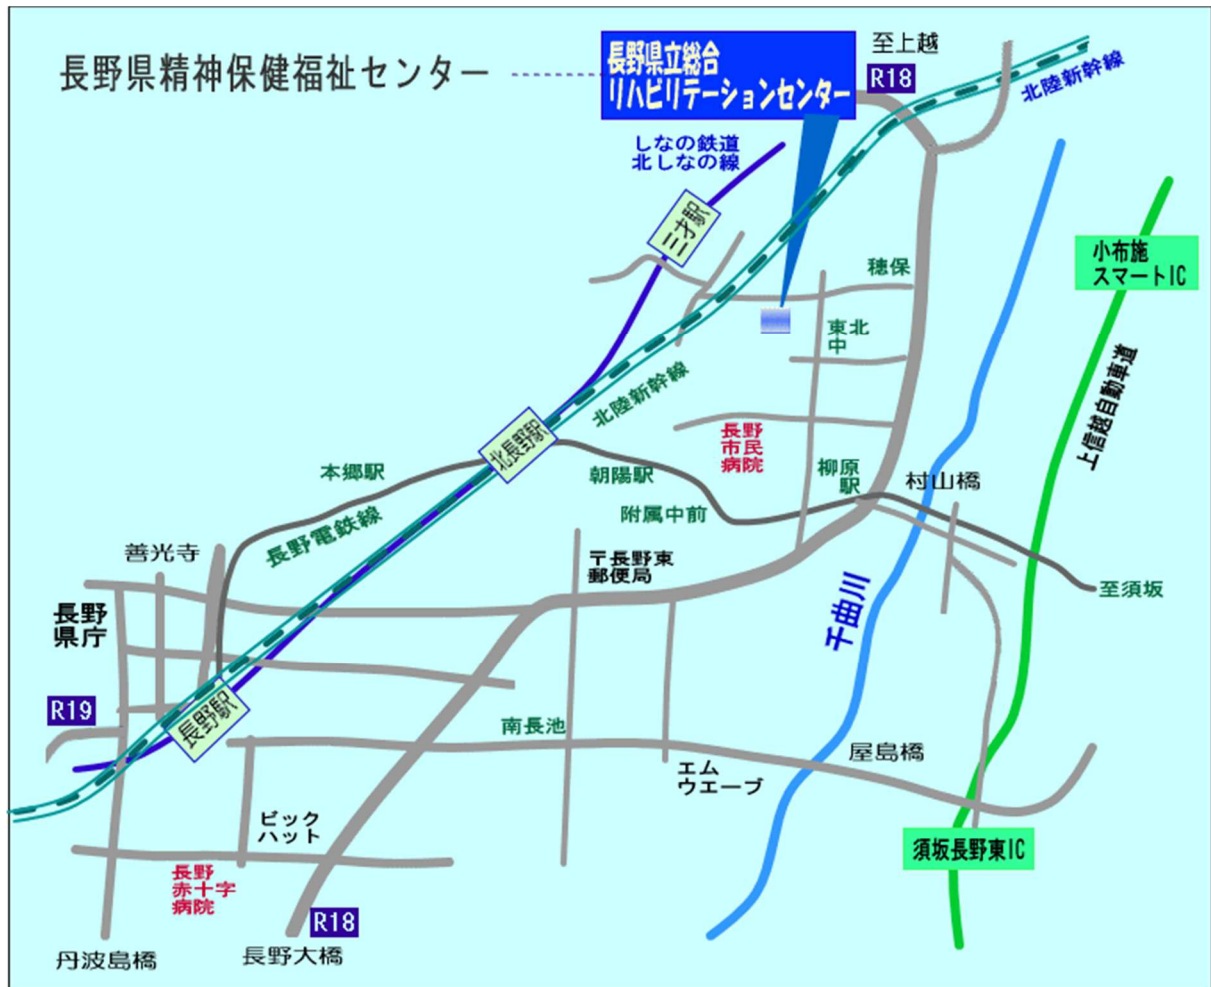 長野県精神保健福祉センター
長野県立総合
リハビリテーションセンター
至上越
R18
北陸新幹線
しなの鉄道
北しなの線
三才駅
小布施
スマートIC
穂保
東北
中
北陸新幹線
上信越自動車道
北長野駅
長野
市民
病院
本郷駅
朝陽駅
柳原
駅
村山橋
附属中前
長野電鉄線
善光寺
〒長野東
郵便局
至須坂
長野
県庁
千曲川
R19
長野駅
南長池
屋島橋
エム
ウエーブ
ビック
ハット
須坂長野東IC
長野
赤十字
病院
R18
丹波島橋
長野大橋